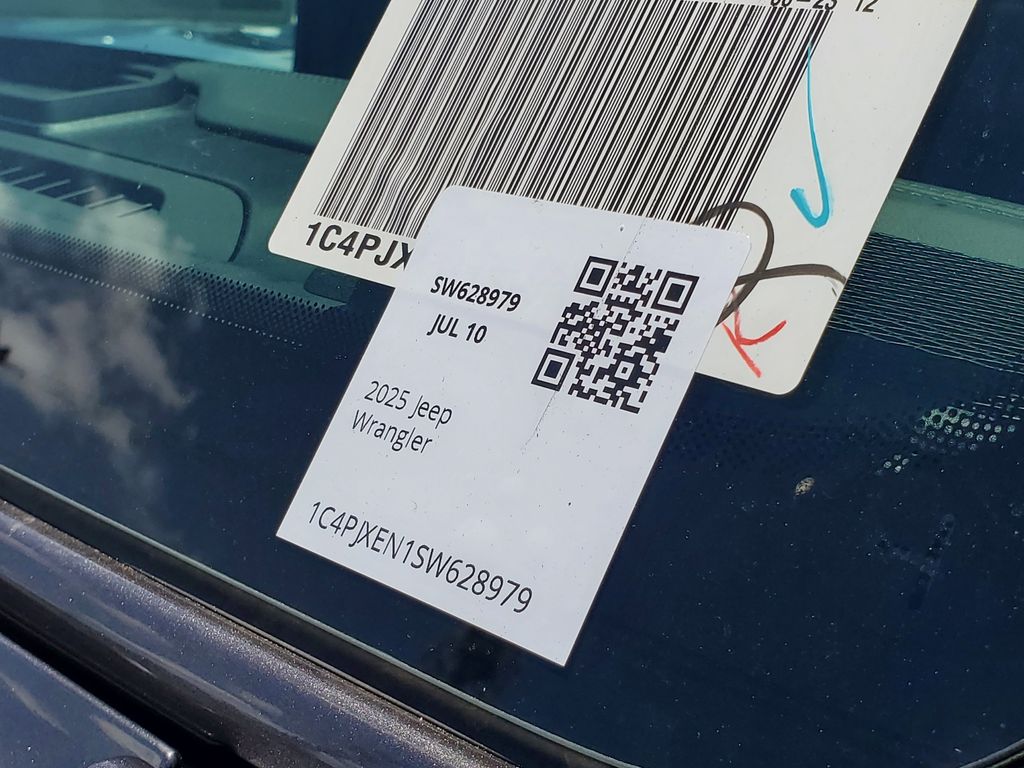 1C4PJX
SW628979
JUL 10
2025 Jeep
Wrangler
1C4PJXEN1SW628979
K